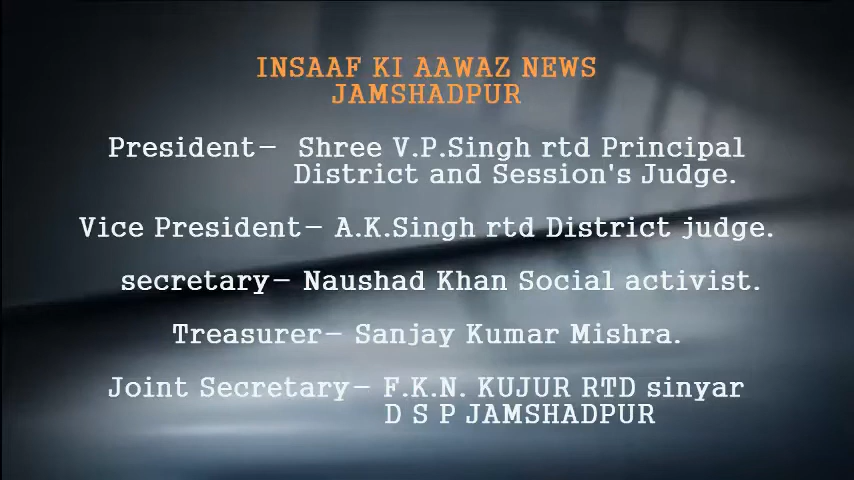 INSAAF KI AAWAZ NEWS
JAMSHADPUR
President- Shree V.P.Singh rtd Principal
District and Session's Judge.
Vice President- A.K.Singh rtd District judge.
secretary- Naushad Khan Social activist.
Treasurer- Sanjay Kumar Mishra.
Joint Secretary- F.K.N. KUJUR RTD sinyar
D S P JAMSHADPUR